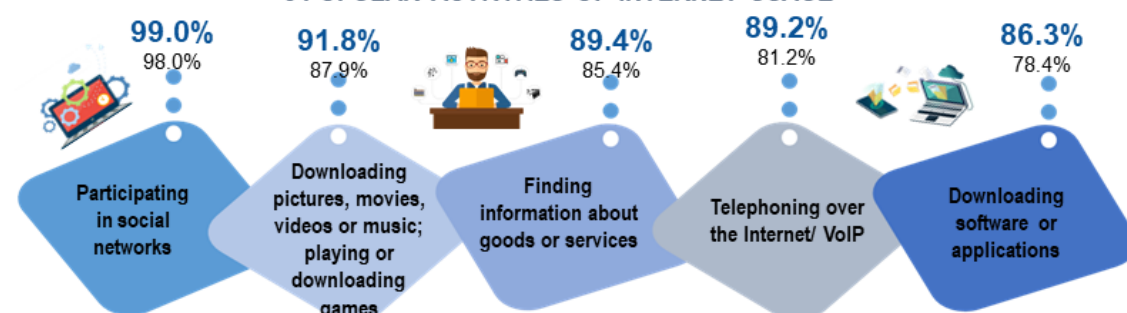 99.0%
98.0%
91.8%
87.9%
89.4%
85.4%
89.2%
81.2%
86.3%
78.4%
Participating
in social
networks
Downloading
pictures, movies,
videos or music;
playing or
downloading
games
Finding
information about
goods or services
Telephoning over
the Internet/ VoIP
Downloading
software or
applications